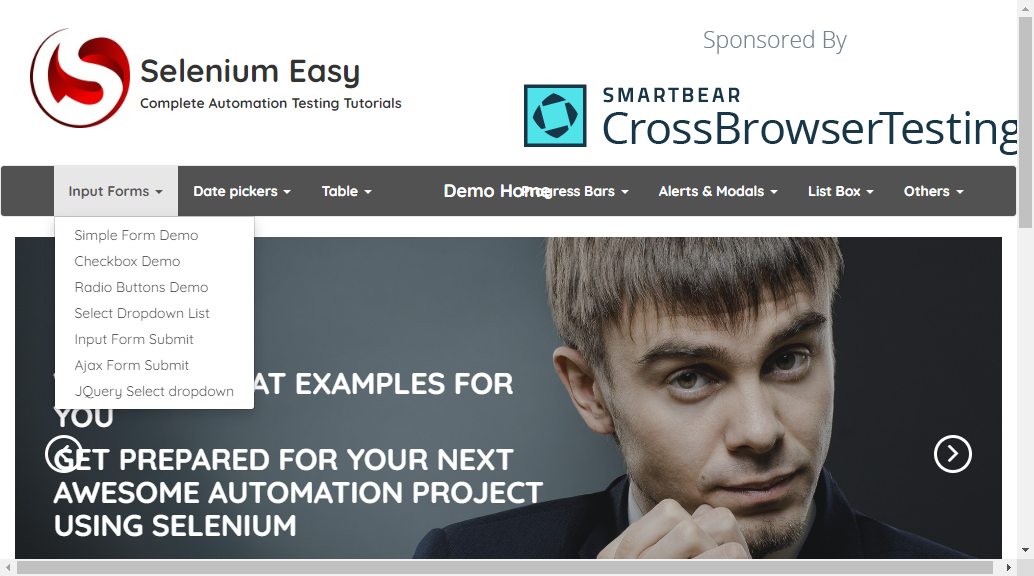 Sponsored By
Selenium Easy
Complete Automation Testing Tutorials
SMARTBEAR
CrossBrowserTesting
Input Forms Date pickers Table Demo Home Progress Bars Alerts & Modals List Box Others
Simple Form Demo
Checkbox Demo
Radio Buttons Demo
Select Dropdown List
Input Form Submit
Ajax Form Submit
JQuery Select dropdown
EXAMPLES FOR
YOU
GET PREPARED FOR YOUR NEXT
AWESOME AUTOMATION PROJECT
USING SELENIUM